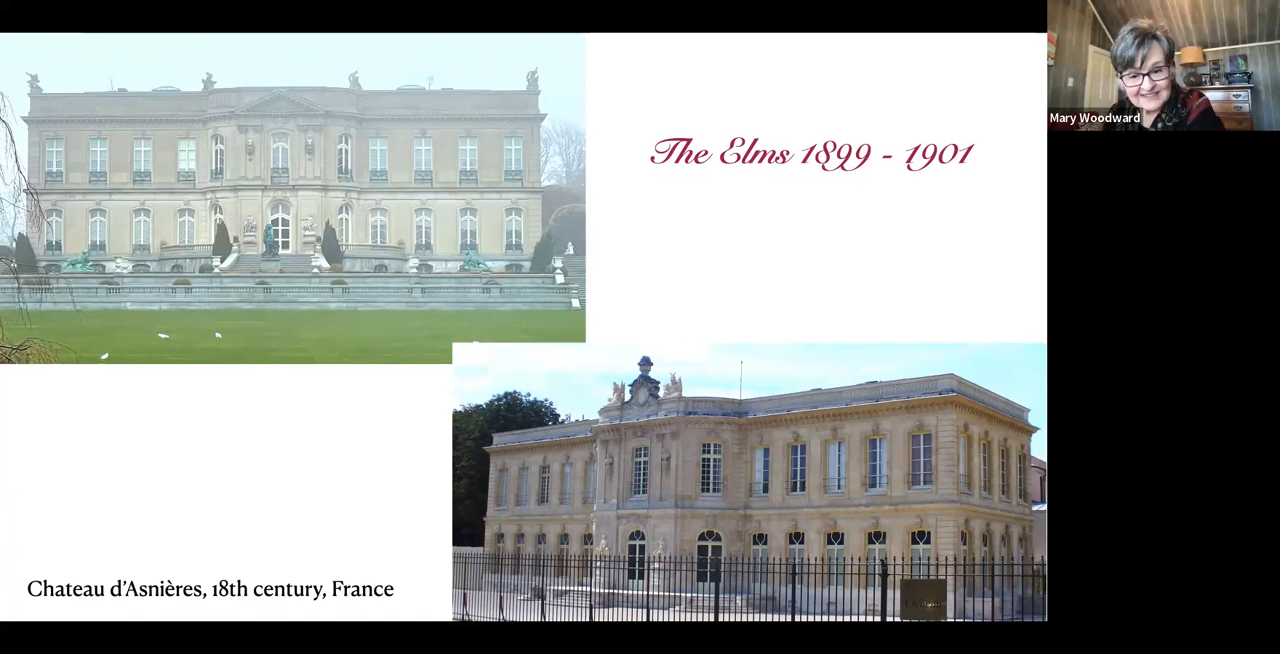 Mary Woodward
The Elms 1899 - 1901
Chateau d'Asnières, 18th century, France